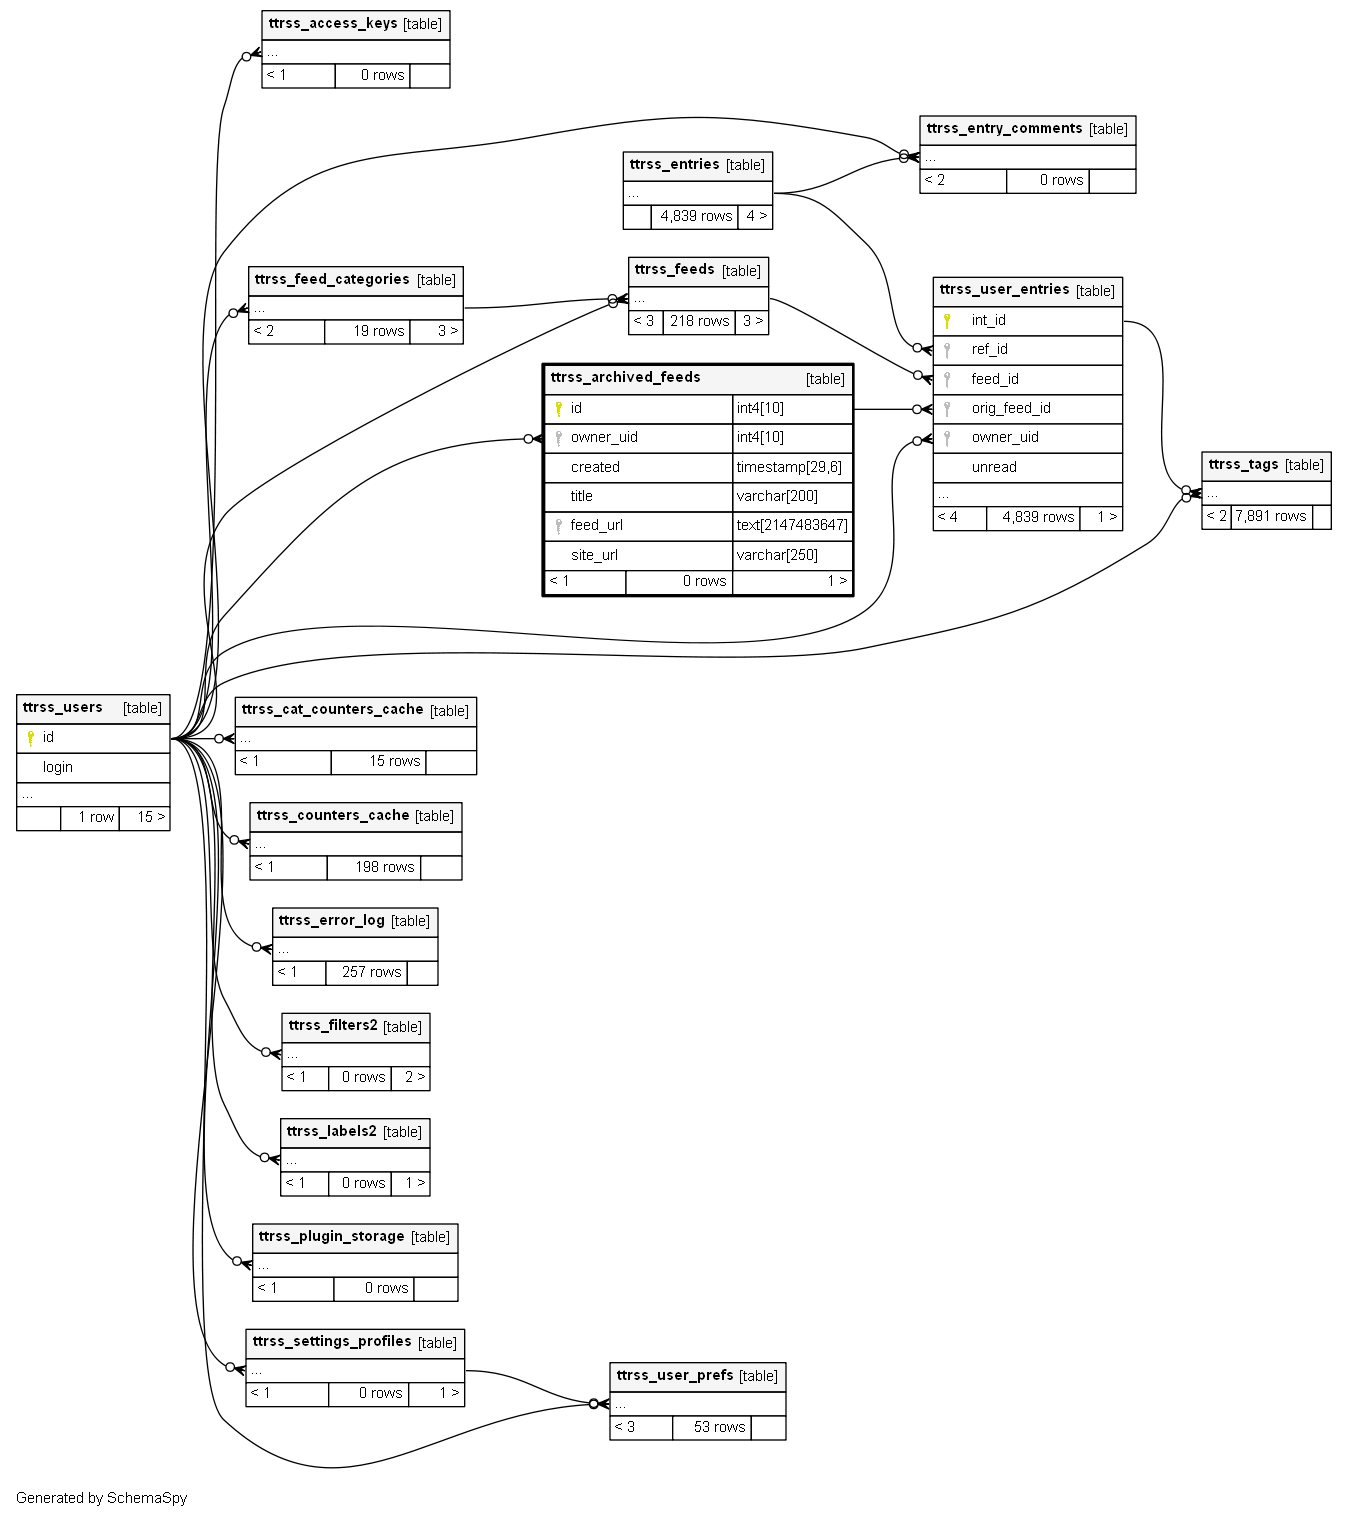 ttrss_access_keys [table]
...
< 1 0 rows
ttrss_entry_comments [table]
...
< 2 0 rows
ttrss_entries [table]
...
4,839 rows 4 >
ttrss_feed_categories [table]
...
< 2 19 rows 3 >
ttrss_feeds [table]
...
< 3 218 rows 3 >
ttrss_user_entries [table]
int_id
ref_id
feed_id
orig_feed_id
owner_uid
unread
...
< 4 4,839 rows 1 >
ttrss_archived_feeds [table]
id int4[10]
owner_uid int4[10]
created timestamp[29,6]
title varchar[200]
feed_url text[2147483647]
site_url varchar[250]
< 1 0 rows 1 >
ttrss_tags [table]
...
< 2 7,891 rows
ttrss_users [table]
id
login
...
1 row 15 >
ttrss_cat_counters_cache [table]
...
< 1 15 rows
ttrss_counters_cache [table]
...
< 1 198 rows
ttrss_error_log [table]
...
< 1 257 rows
ttrss_filters2 [table]
...
< 1 0 rows 2 >
ttrss_labels2 [table]
...
< 1 0 rows 1 >
ttrss_plugin_storage [table]
...
< 1 0 rows
ttrss_settings_profiles [table]
...
< 1 0 rows 1 >
ttrss_user_prefs [table]
...
< 3 53 rows
Generated by SchemaSpy